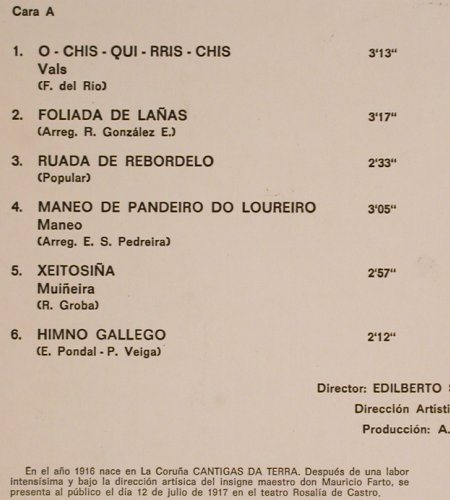 Cara A
1. O - CHIS - QUI - RRIS - CHIS 3'13"
Vals
(F. del Río)
2. FOLIADA DE LAÑAS 3'17"
(Arreg. R. González E.)
3. RUADA DE REBORDELO 2'33"
(Popular)
4. MANEO DE PANDEIRO DO LOUREIRO 3'05"
Maneo
(Arreg. E. S. Pedreira)
5. XEITOSIÑA 2'57"
Muiñeira
(R. Groba)
6. HIMNO GALLEGO 2'12"
(E. Pondal - P. Veiga)
Director: EDILBERTO
Dirección Artísti
Producción: A.
En el año 1916 nace en La Coruña CANTIGAS DA TERRA. Después de una labor
intensísima y bajo la dirección artísica del insigne maestro don Mauricio Farto, se
presenta al público el día 12 de julio de 1917 en el teatro Rosalía de Castro,